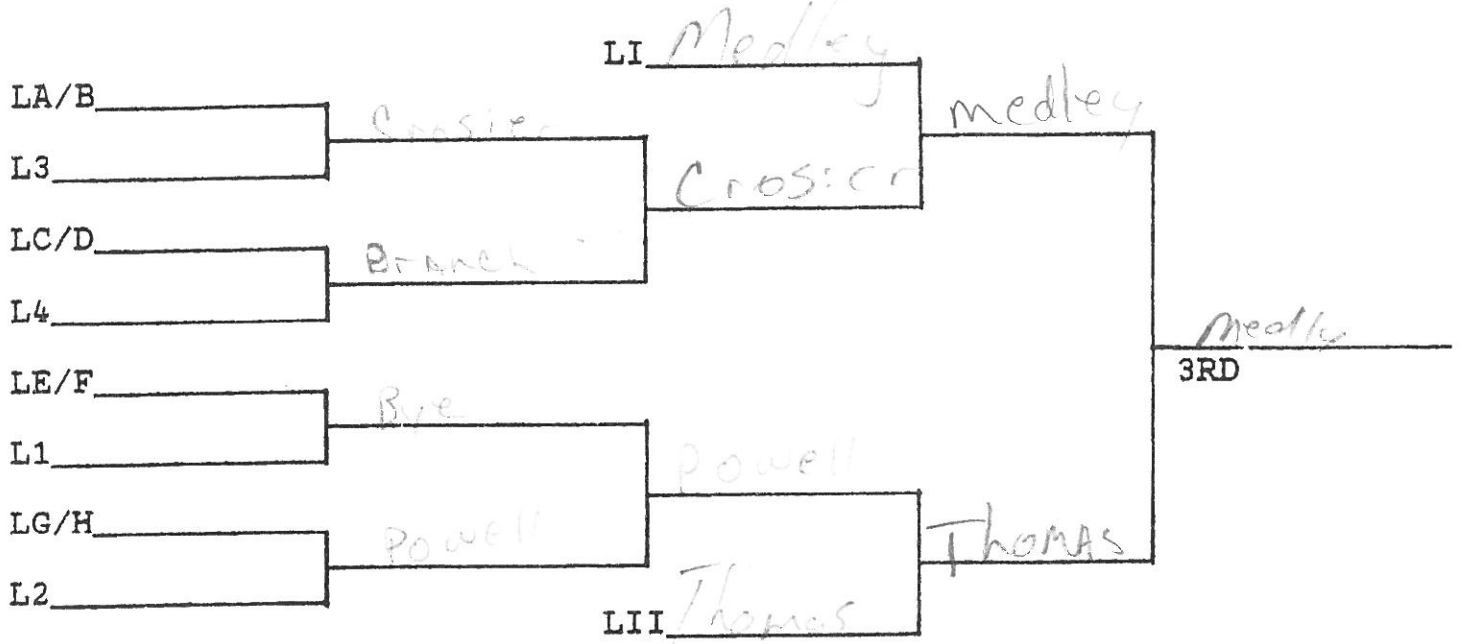 LI Medley
LA/B
Crosier
medley
L3
Crosier
LC/D
Branch
L4
Medly
3RD
LE/F
Bye
L1
Powell
LG/H
Powell
Thomas
L2
LII Thomas